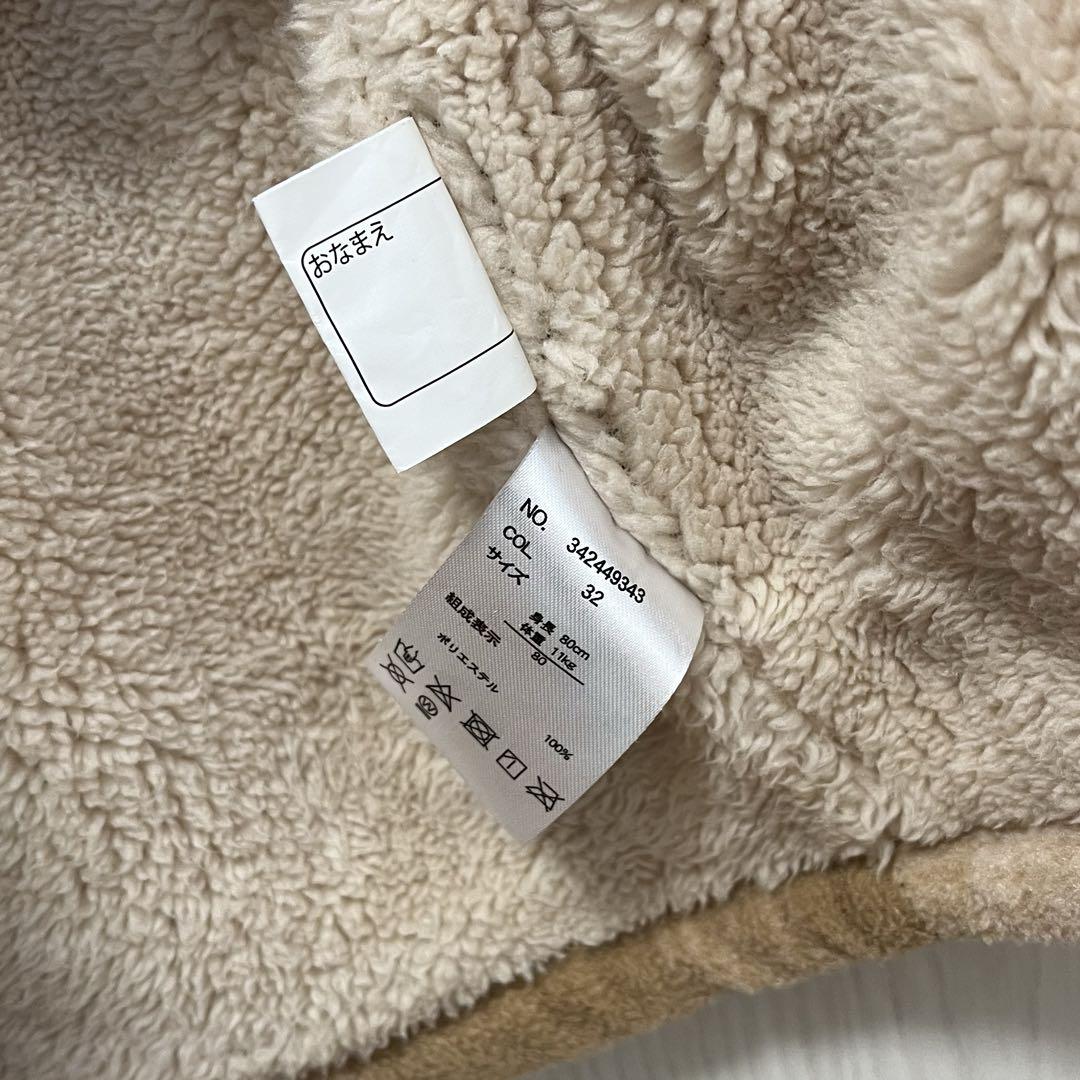 おなまえ
NO. 342449343
COL 32
サイズ
身長 80cm
体重 11kg
80
組成表示
ポリエステル 100%
W